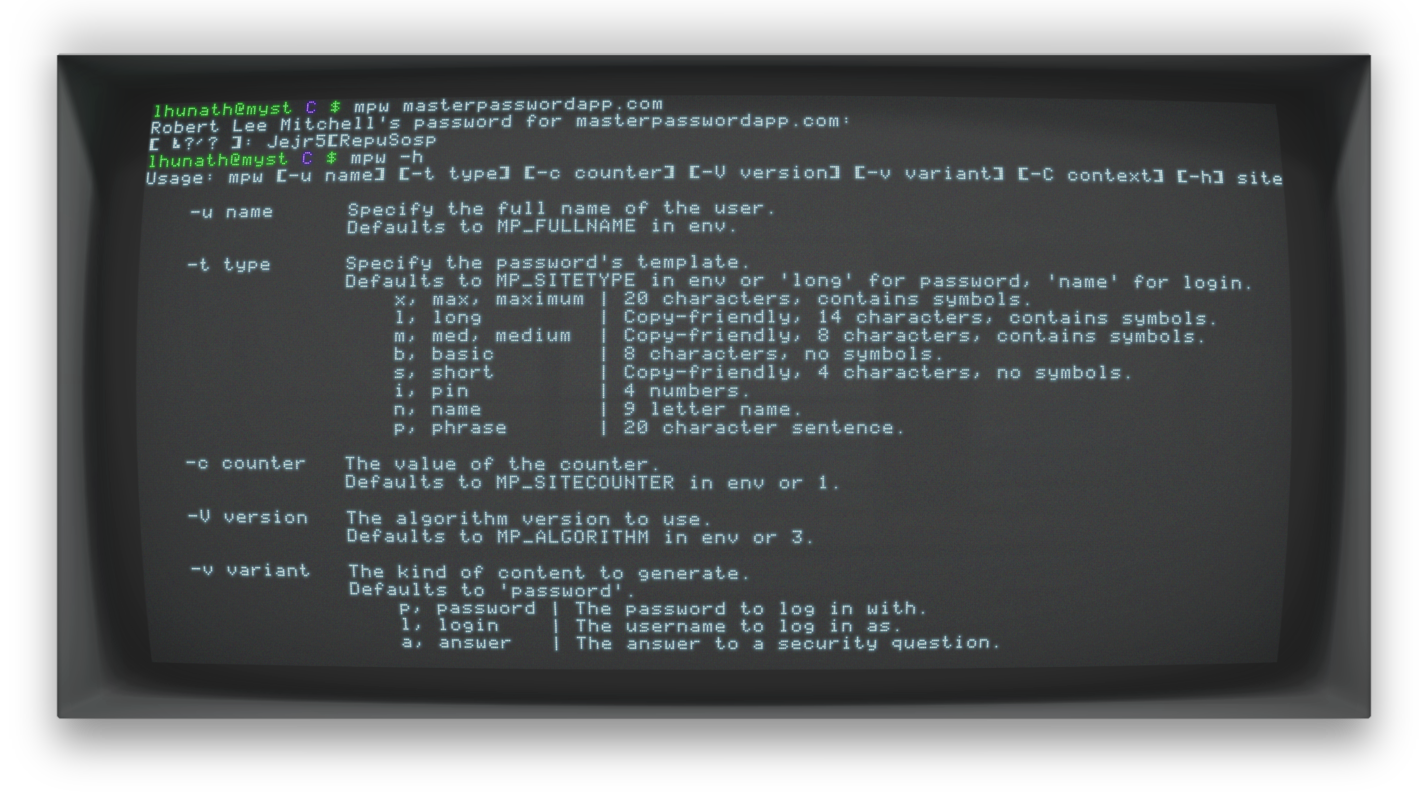 lhunath@myst C $ mpw masterpasswordapp.com
Robert Lee Mitchell's password for masterpasswordapp.com:
[ ]: Jejr5[RepuSosp
lhunath@myst C $ mpw -h
Usage: mpw [-u name] [-t type] [-c counter] [-V version] [-v variant] [-C context] [-h] site
-u name Specify the full name of the user.
Defaults to MP_FULLNAME in env.
-t type Specify the password's template.
Defaults to MP_SITETYPE in env or 'long' for password, 'name' for login.
x, max, maximum | 20 characters, contains symbols.
l, long | Copy-friendly, 14 characters, contains symbols.
m, med, medium | Copy-friendly, 8 characters, contains symbols.
b, basic | 8 characters, no symbols.
s, short | Copy-friendly, 4 characters, no symbols.
i, pin | 4 numbers.
n, name | 9 letter name.
p, phrase | 20 character sentence.
-c counter The value of the counter.
Defaults to MP_SITECOUNTER in env or 1.
-V version The algorithm version to use.
Defaults to MP_ALGORITHM in env or 3.
-v variant The kind of content to generate.
Defaults to 'password'.
p, password | The password to log in with.
l, login | The username to log in as.
a, answer | The answer to a security question.